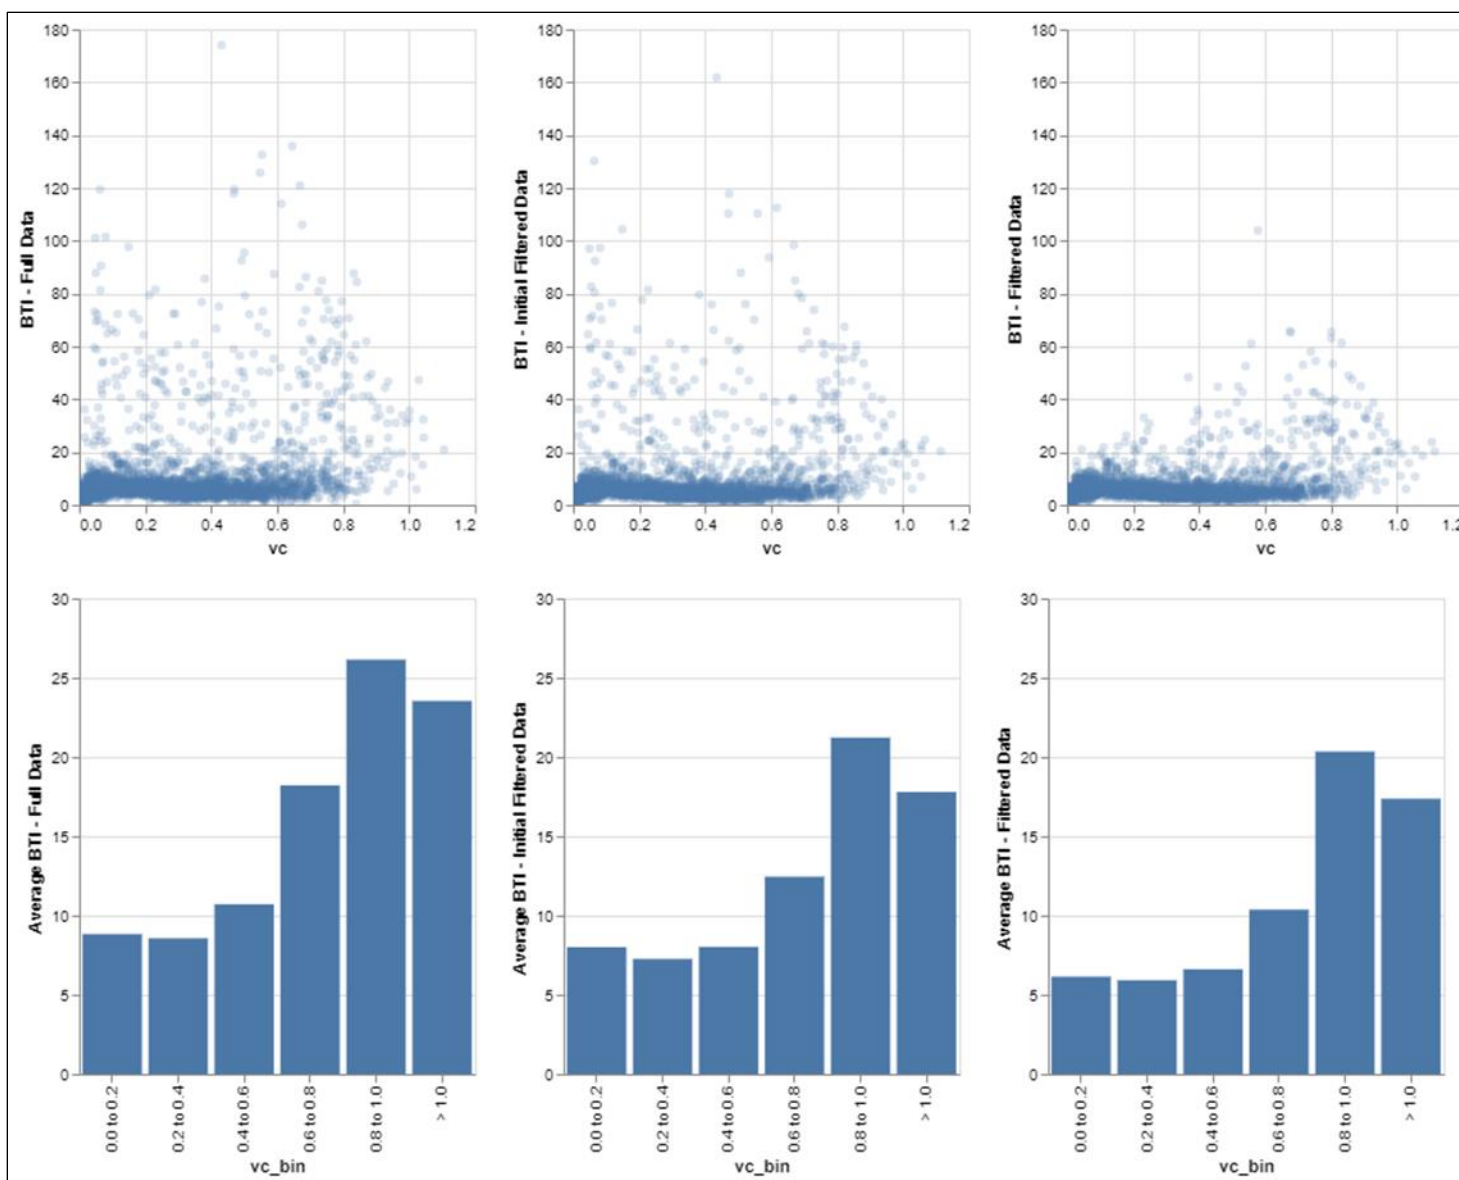 BTI - Full Data
180
160
140
120
100
80
60
40
20
0
0.0 0.2 0.4 0.6 0.8 1.0 1.2
vc
BTI - Initial Filtered Data
180
160
140
120
100
80
60
40
20
0
0.0 0.2 0.4 0.6 0.8 1.0 1.2
vc
BTI - Filtered Data
180
160
140
120
100
80
60
40
20
0
0.0 0.2 0.4 0.6 0.8 1.0 1.2
vc
Average BTI - Full Data
30
25
20
15
10
5
0
0.0 to 0.2
0.2 to 0.4
0.4 to 0.6
0.6 to 0.8
0.8 to 1.0
> 1.0
vc_bin
Average BTI - Initial Filtered Data
30
25
20
15
10
5
0
0.0 to 0.2
0.2 to 0.4
0.4 to 0.6
0.6 to 0.8
0.8 to 1.0
> 1.0
vc_bin
Average BTI - Filtered Data
30
25
20
15
10
5
0
0.0 to 0.2
0.2 to 0.4
0.4 to 0.6
0.6 to 0.8
0.8 to 1.0
> 1.0
vc_bin